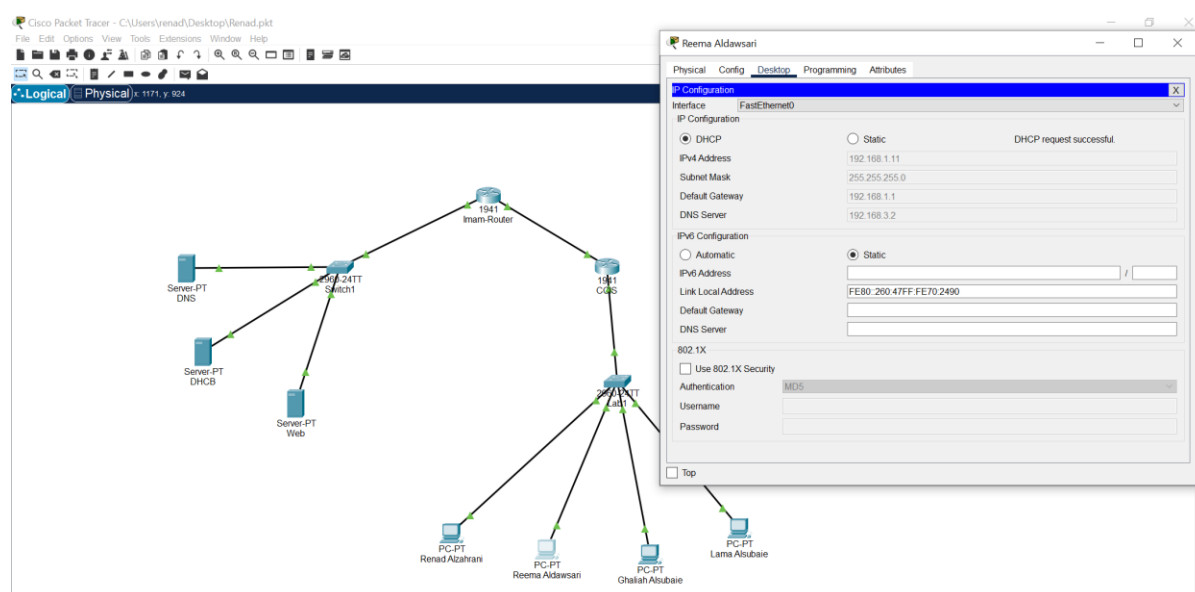 Cisco Packet Tracer - C:\Users\renad\Desktop\Renad.pkt
File Edit Options View Tools Extensions Window Help
Logical Physical x: 1171, y: 924
1941
Imam-Router
Server-PT
DNS
2960-24TT
Switch1
1941
CCIS
Server-PT
DHCB
Server-PT
Web
2960-24TT
Lab1
PC-PT
Renad Alzahrani
PC-PT
Reema Aldawsari
PC-PT
Ghaliah Alsubaie
PC-PT
Lama Alsubaie
Reema Aldawsari
Physical Config Desktop Programming Attributes
IP Configuration X
Interface FastEthernet0
IP Configuration
DHCP Static DHCP request successful.
IPv4 Address 192.168.1.11
Subnet Mask 255.255.255.0
Default Gateway 192.168.1.1
DNS Server 192.168.3.2
IPv6 Configuration
Automatic Static
IPv6 Address /
Link Local Address FE80::260:47FF:FE70:2490
Default Gateway
DNS Server
802.1X
Use 802.1X Security
Authentication MD5
Username
Password
Top